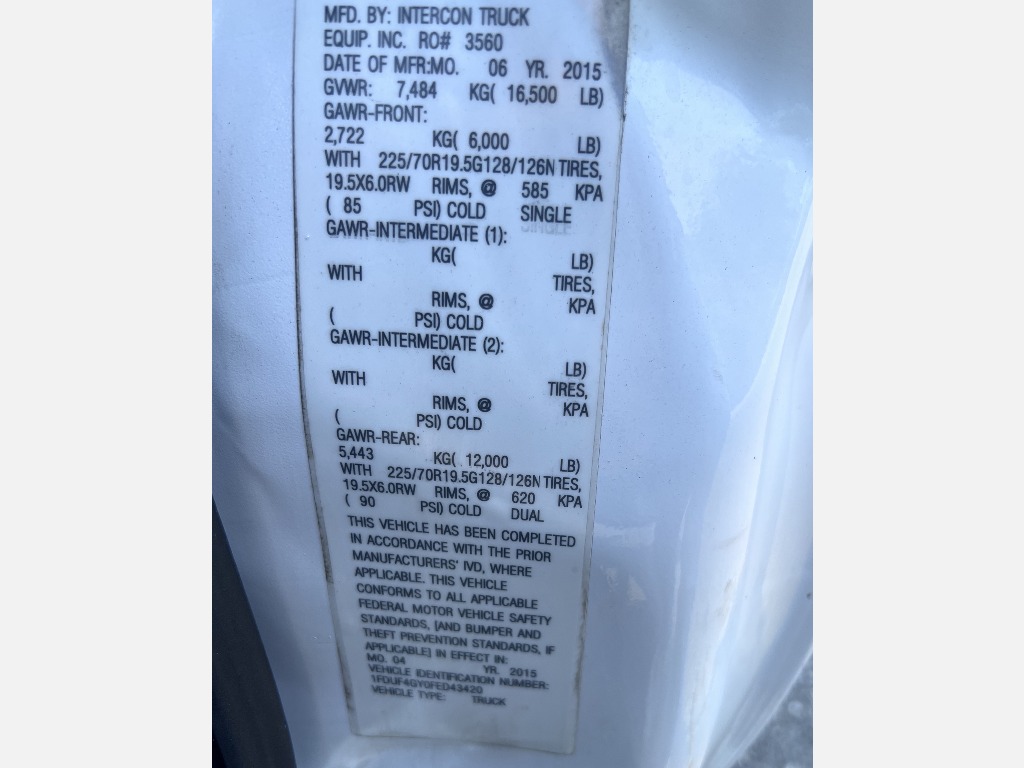 MFD. BY: INTERCON TRUCK
EQUIP. INC. RO# 3560
DATE OF MFR:MO. 06 YR. 2015
GVWR: 7,484 KG( 16,500 LB)
GAWR-FRONT:
2,722 KG( 6,000 LB)
WITH 225/70R19.5G128/126N TIRES,
19.5X6.0RW RIMS, @ 585 KPA
( 85 PSI) COLD SINGLE
GAWR-INTERMEDIATE (1):
KG( LB)
WITH TIRES,
RIMS, @ KPA
( PSI) COLD
GAWR-INTERMEDIATE (2):
KG( LB)
WITH TIRES,
RIMS, @ KPA
( PSI) COLD
GAWR-REAR:
5,443 KG( 12,000 LB)
WITH 225/70R19.5G128/126N TIRES,
19.5X6.0RW RIMS, @ 620 KPA
( 90 PSI) COLD DUAL
THIS VEHICLE HAS BEEN COMPLETED
IN ACCORDANCE WITH THE PRIOR
MANUFACTURERS' IVD, WHERE
APPLICABLE. THIS VEHICLE
CONFORMS TO ALL APPLICABLE
FEDERAL MOTOR VEHICLE SAFETY
STANDARDS, [AND BUMPER AND
THEFT PREVENTION STANDARDS, IF
APPLICABLE] IN EFFECT IN:
MO. 04 YR. 2015
VEHICLE IDENTIFICATION NUMBER:
1FDUF4GY0FED43420
VEHICLE TYPE: TRUCK